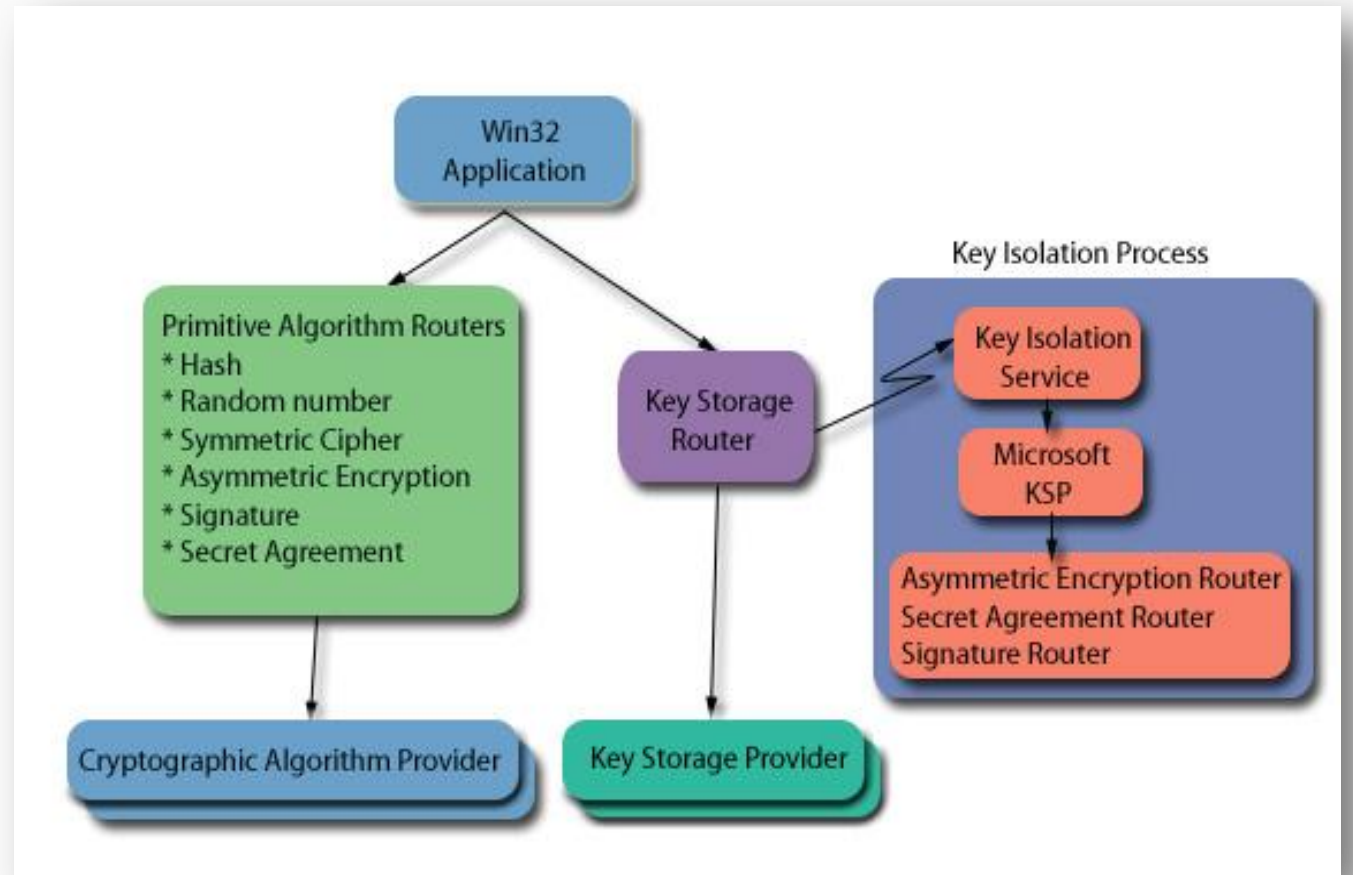 Win32
Application
Key Isolation Process
Primitive Algorithm Routers
* Hash
* Random number
* Symmetric Cipher
* Asymmetric Encryption
* Signature
* Secret Agreement
Key Storage
Router
Key Isolation
Service
Microsoft
KSP
Asymmetric Encryption Router
Secret Agreement Router
Signature Router
Cryptographic Algorithm Provider
Key Storage Provider